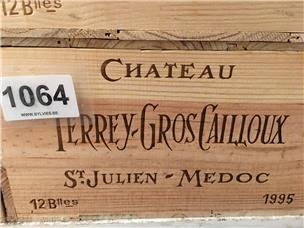 12Blles
CHATEAU
1064
WWW.SYLVIES.BE
TERREY-GROS CAILLOUX
ST.JULIEN - MEDOC
12Blles
1995